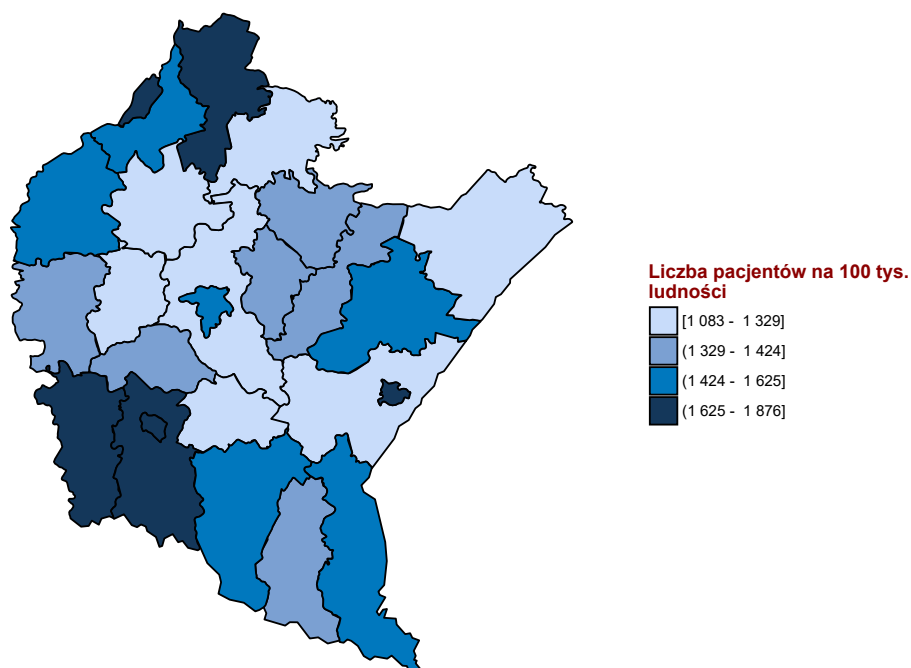 Liczba pacjentów na 100 tys.
ludności
[1 083 - 1 329]
(1 329 - 1 424]
(1 424 - 1 625]
(1 625 - 1 876]